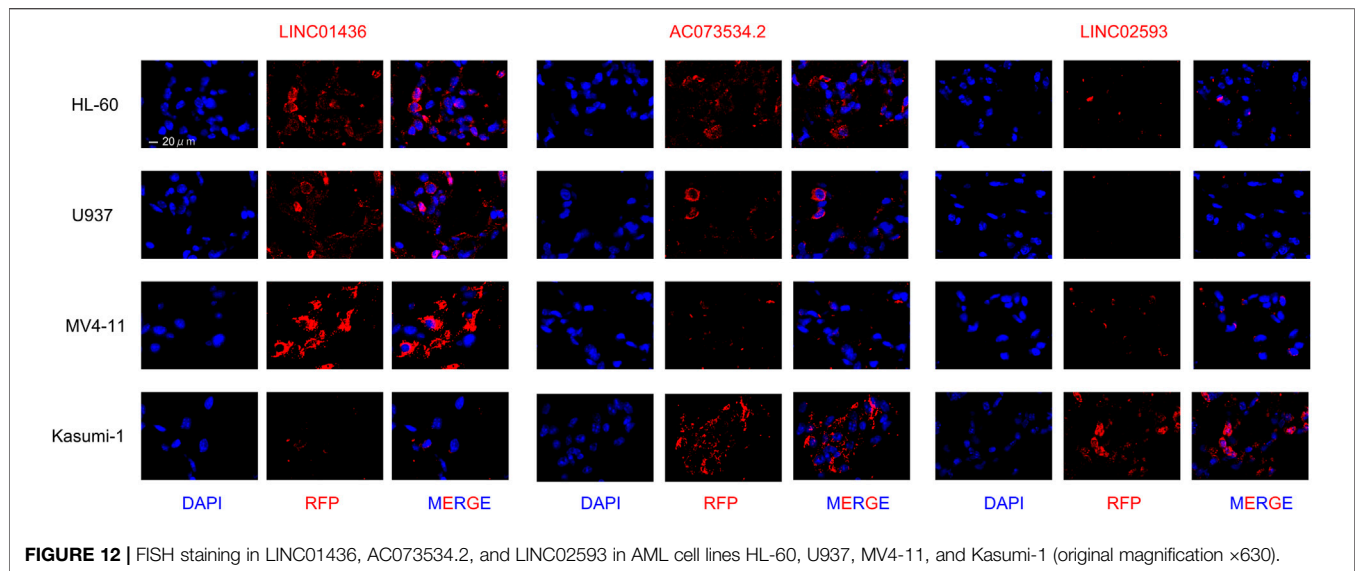 LINC01436 AC073534.2 LINC02593
HL-60
20 μm
U937
MV4-11
Kasumi-1
DAPI RFP MERGE DAPI RFP MERGE DAPI RFP MERGE
FIGURE 12 | FISH staining in LINC01436, AC073534.2, and LINC02593 in AML cell lines HL-60, U937, MV4-11, and Kasumi-1 (original magnification ×630).